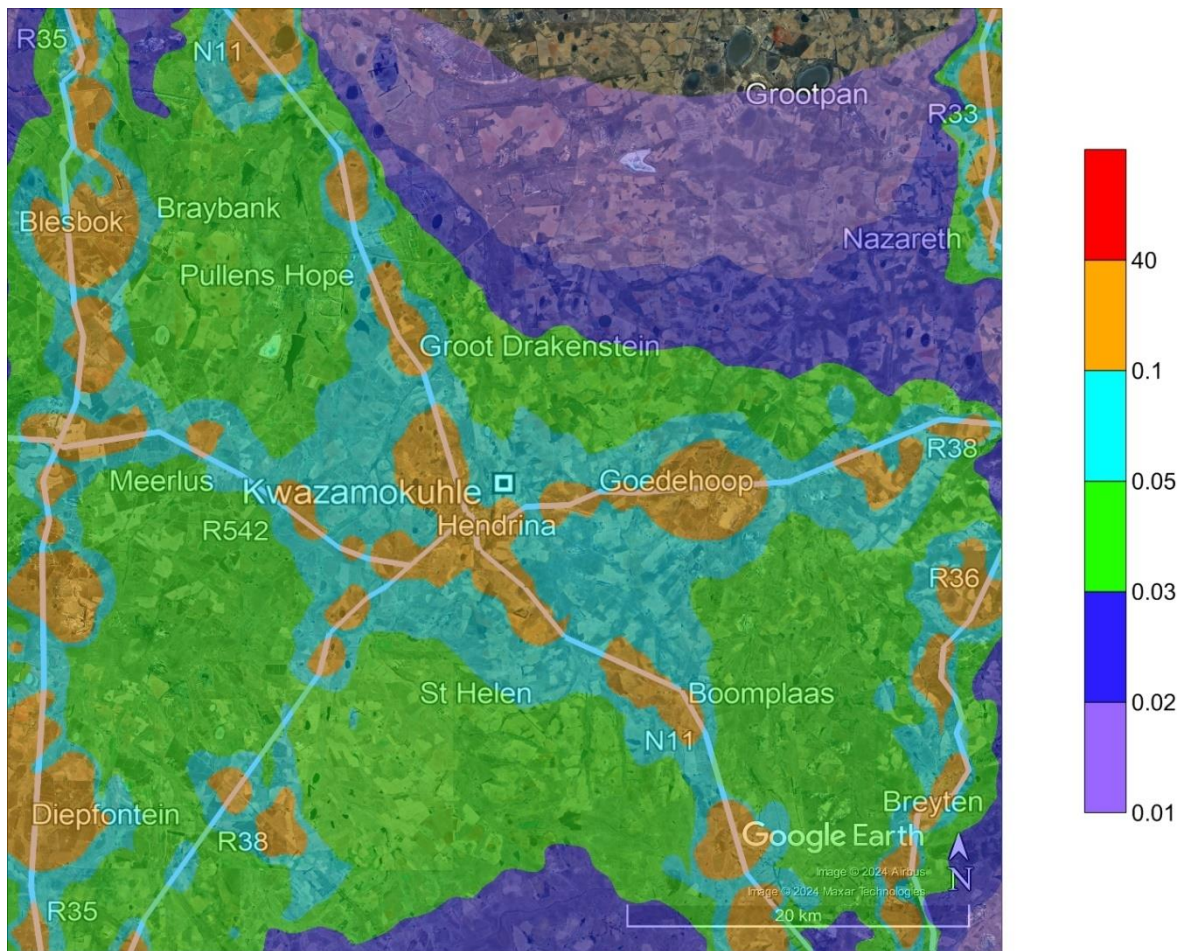 R35
N11
Grootpan
R33
Braybank
Blesbok
Nazareth
Pullens Hope
Groot Drakenstein
R38
Meerlus
Kwazamokuhle
Goedehoop
R542
Hendrina
R36
St Helen
Boomplaas
N11
Diepfontein
Breyten
R38
Google Earth
Image © 2024 Airbus
Image © 2024 Maxar Technologies
N
R35
20 km
40
0.1
0.05
0.03
0.02
0.01